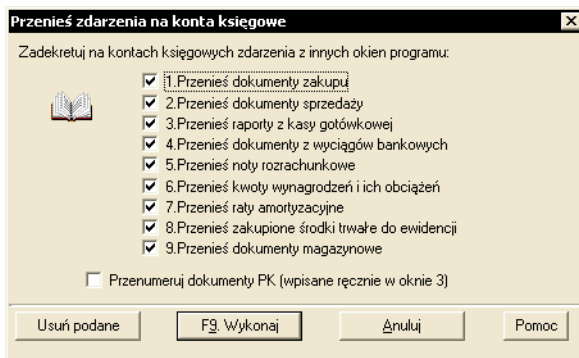 Przenieś zdarzenia na konta księgowe
Zadekretuj na kontach księgowych zdarzenia z innych okien programu:
1.Przenieś dokumenty zakupu
2.Przenieś dokumenty sprzedaży
3.Przenieś raporty z kasy gotówkowej
4.Przenieś dokumenty z wyciągów bankowych
5.Przenieś noty rozrachunkowe
6.Przenieś kwoty wynagrodzeń i ich obciążeń
7.Przenieś raty amortyzacyjne
8.Przenieś zakupione środki trwałe do ewidencji
9.Przenieś dokumenty magazynowe
Przenumeruj dokumenty PK (wpisane ręcznie w oknie 3)
Usuń podane F9. Wykonaj Anuluj Pomoc